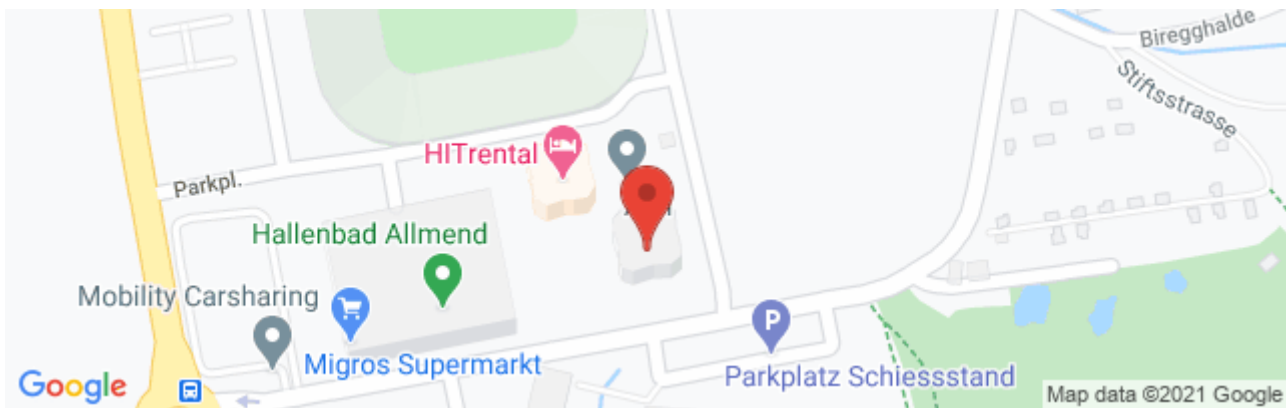 Biregghalde
Stiftsstrasse
HITrental
Parkpl.
Hallenbad Allmend
Mobility Carsharing
Migros Supermarkt
P
Parkplatz Schiessstand
Google
Map data ©2021 Google